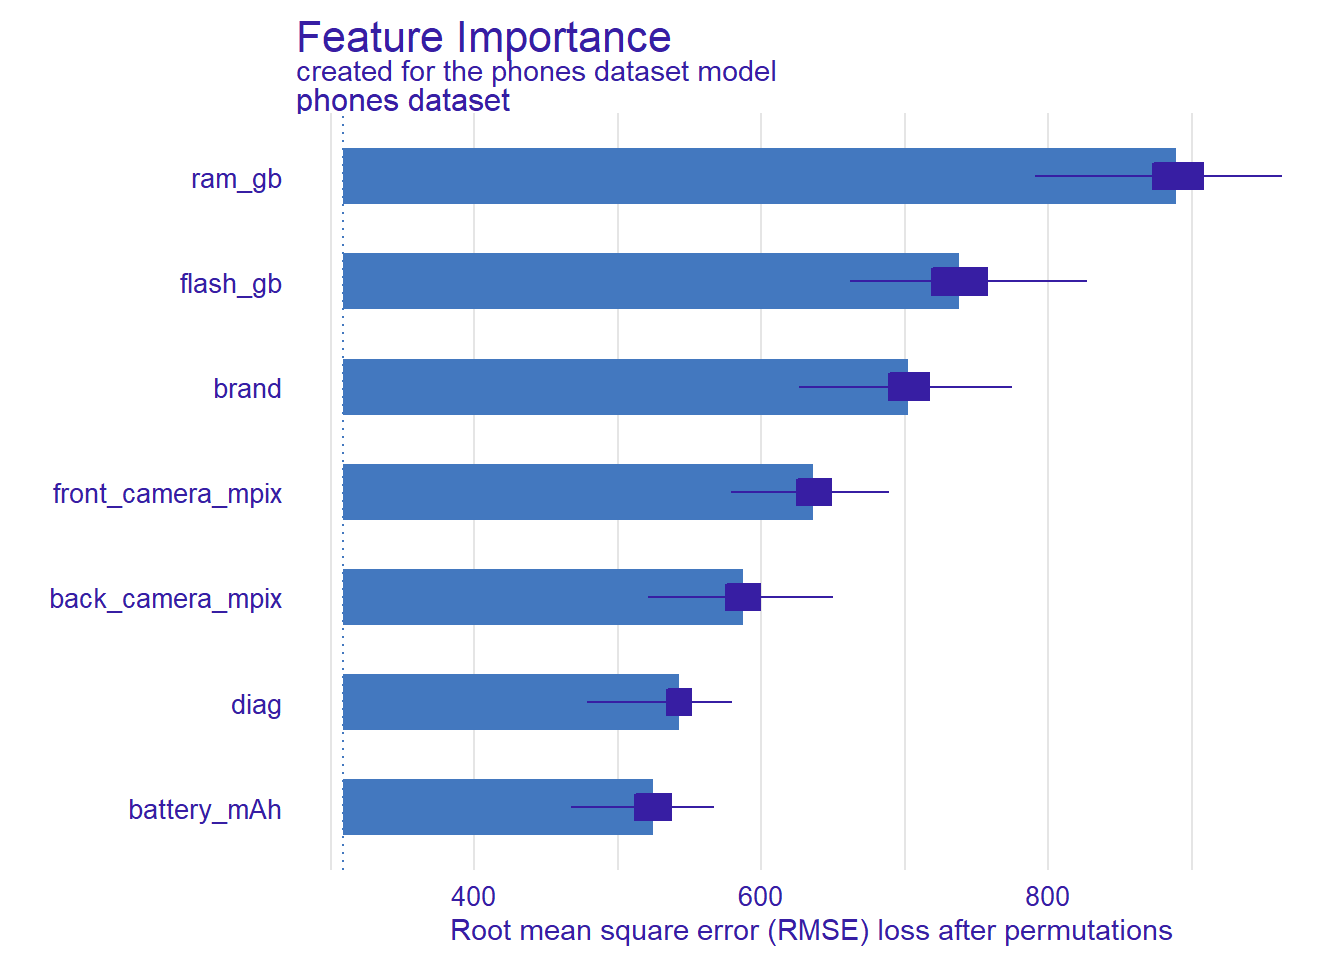 Feature Importance
created for the phones dataset model
phones dataset
ram_gb
flash_gb
brand
front_camera_mpix
back_camera_mpix
diag
battery_mAh
400 600 800
Root mean square error (RMSE) loss after permutations